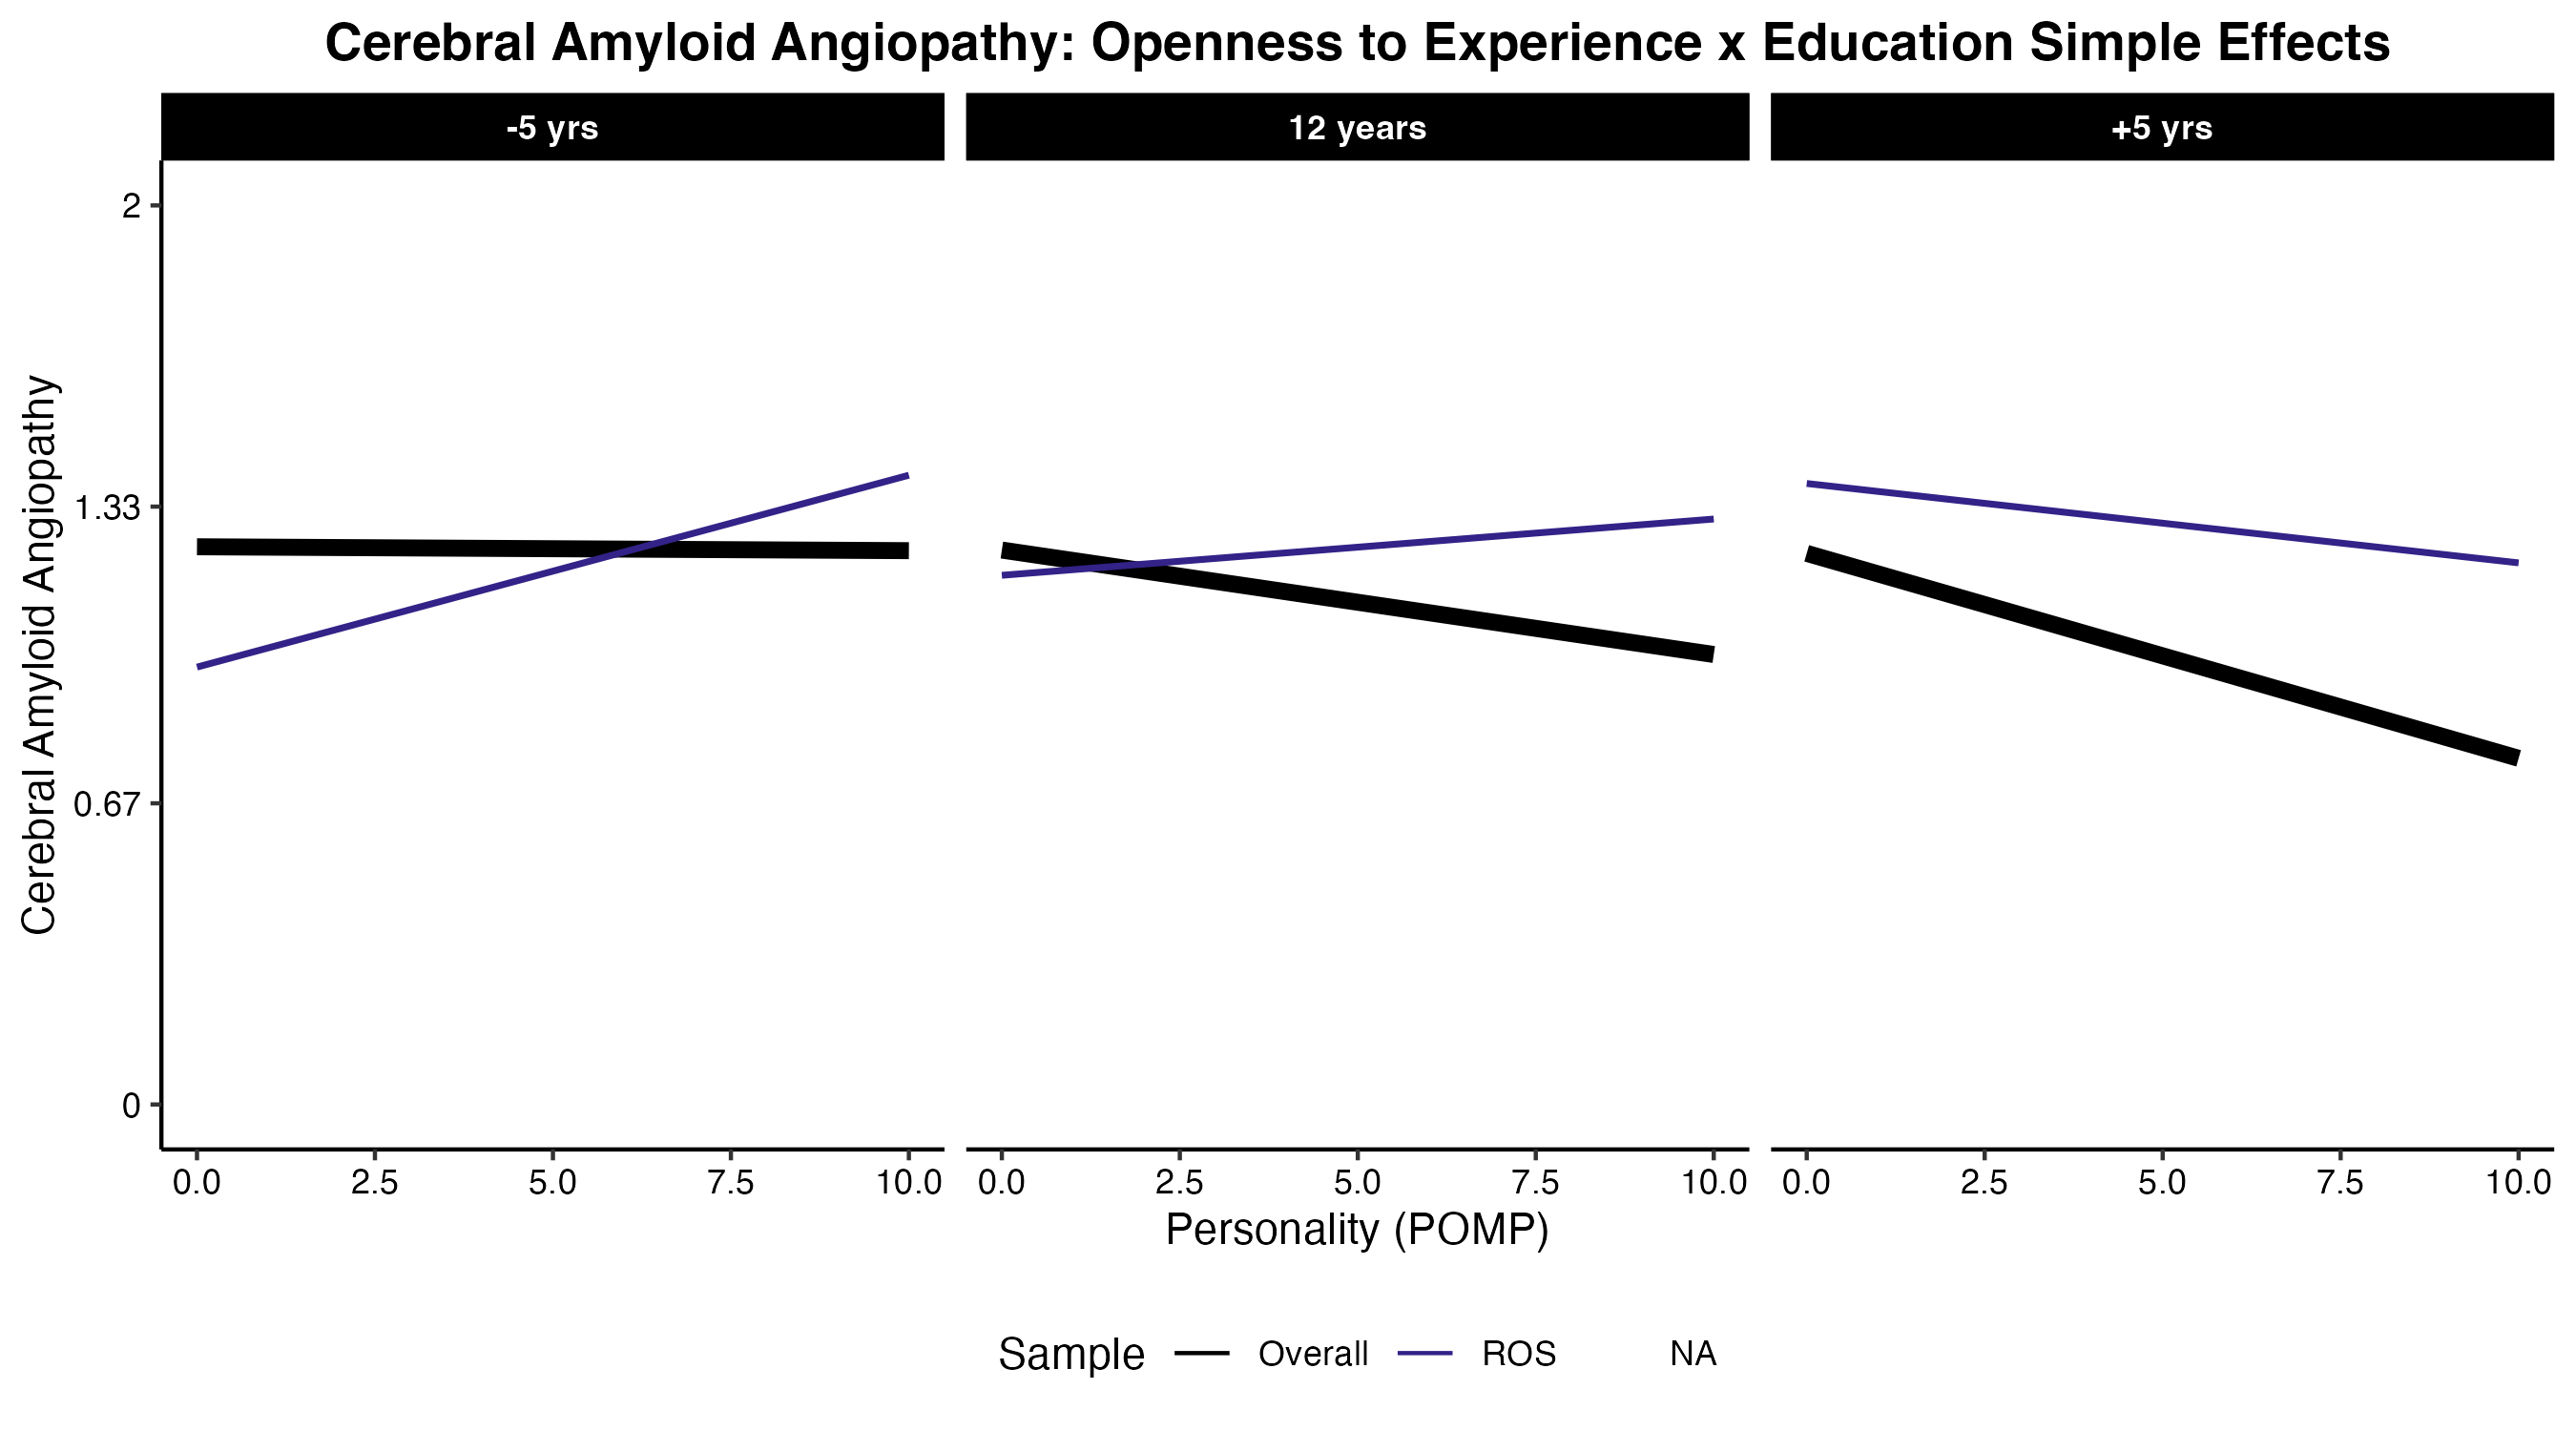 Cerebral Amyloid Angiopathy: Openness to Experience x Education Simple Effects
-5 yrs
12 years
+5 yrs
Cerebral Amyloid Angiopathy
2
1.33
0.67
0
0.0 2.5 5.0 7.5 10.0
0.0 2.5 5.0 7.5 10.0
0.0 2.5 5.0 7.5 10.0
Personality (POMP)
Sample Overall ROS NA